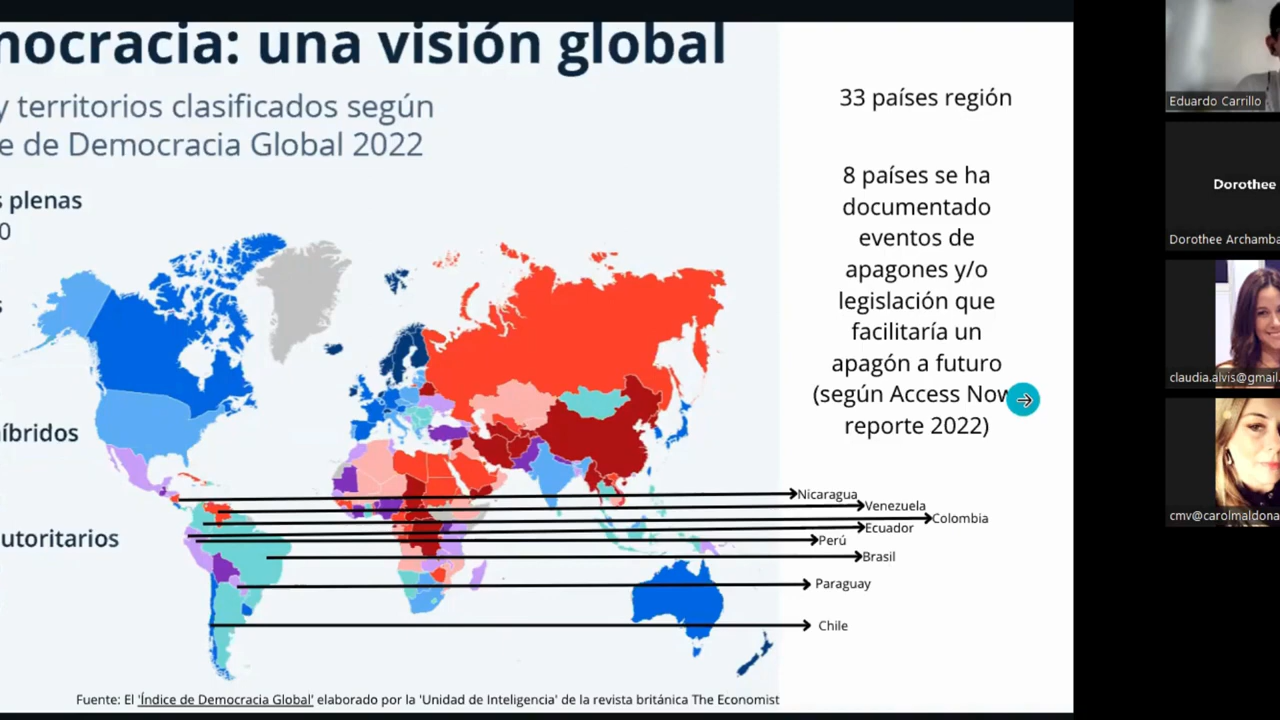 nocracia: una visión global
y territorios clasificados según
e de Democracia Global 2022
s plenas
0
s
híbridos
utoritarios
Fuente: El 'Índice de Democracia Global' elaborado por la 'Unidad de Inteligencia' de la revista británica The Economist
33 países región
8 países se ha
documentado
eventos de
apagones y/o
legislación que
facilitaría un
apagón a futuro
(según Access Now
reporte 2022)
Nicaragua
Venezuela
Colombia
Ecuador
Perú
Brasil
Paraguay
Chile
Eduardo Carrillo
Dorothee
Dorothee Archamba
claudia.alvis@gmail.
cmv@carolmaldona